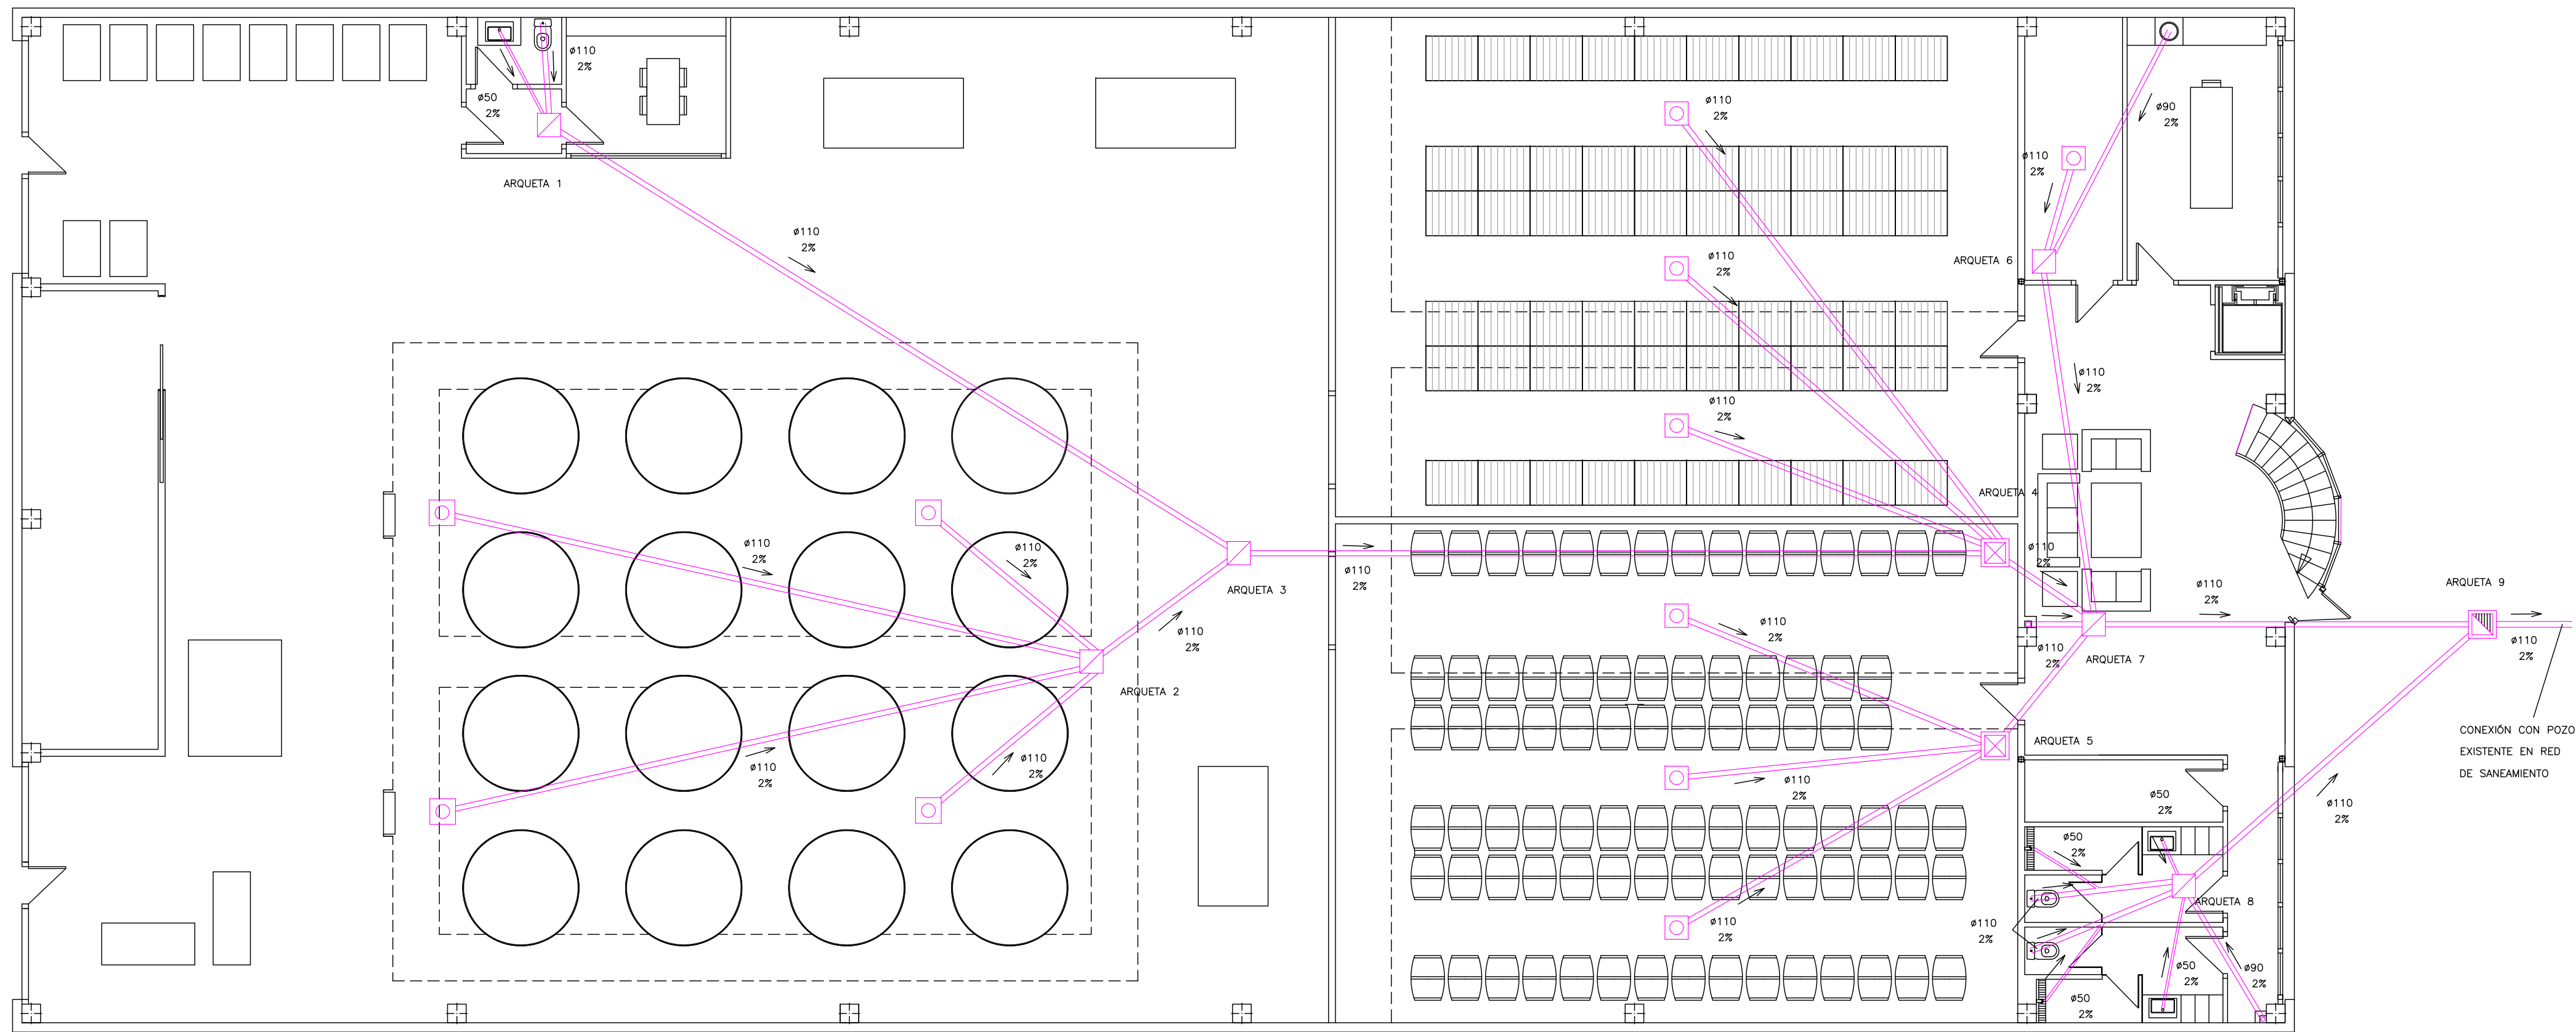 ø110
2%
ø50
2%
ARQUETA 1
ø110
2%
ø110
2%
ø110
2%
ø110
2%
ø110
2%
ARQUETA 2
ARQUETA 3
ø110
2%
ø110
2%
ø110
2%
ø110
2%
ø110
2%
ARQUETA 4
ø110
2%
ø110
2%
ø110
2%
ø110
2%
ARQUETA 5
ø90
2%
ø110
2%
ARQUETA 6
ø110
2%
ø110
2%
ø110
2%
ARQUETA 7
ARQUETA 9
ø110
2%
CONEXIÓN CON POZO
EXISTENTE EN RED
DE SANEAMIENTO
ø110
2%
ø50
2%
ø50
2%
ARQUETA 8
ø110
2%
ø50
2%
ø90
2%
ø50
2%